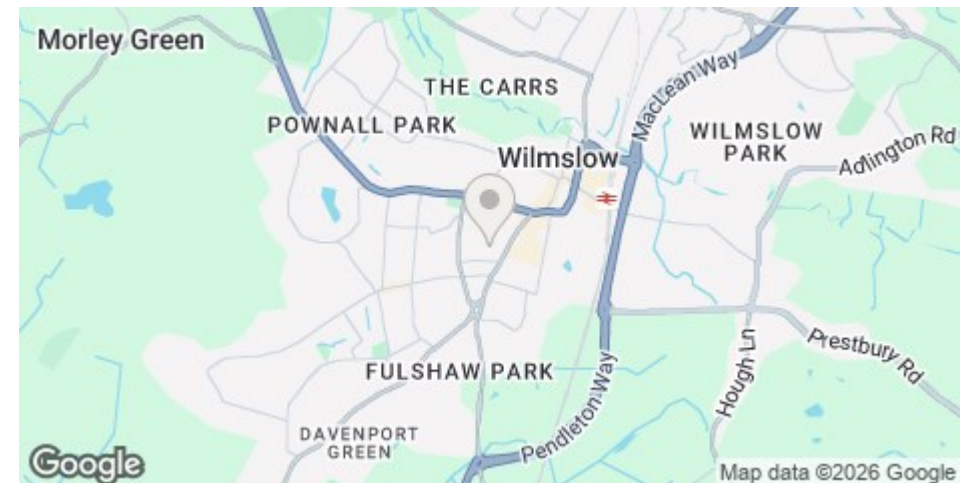 Morley Green
THE CARRS
MacLean Way
POWNALL PARK
WILMSLOW
PARK
Adlington Rd
Wilmslow
Prestbury Rd
Hough Ln
FULSHAW PARK
Pendleton Way
DAVENPORT
GREEN
Google
Map data ©2026 Google